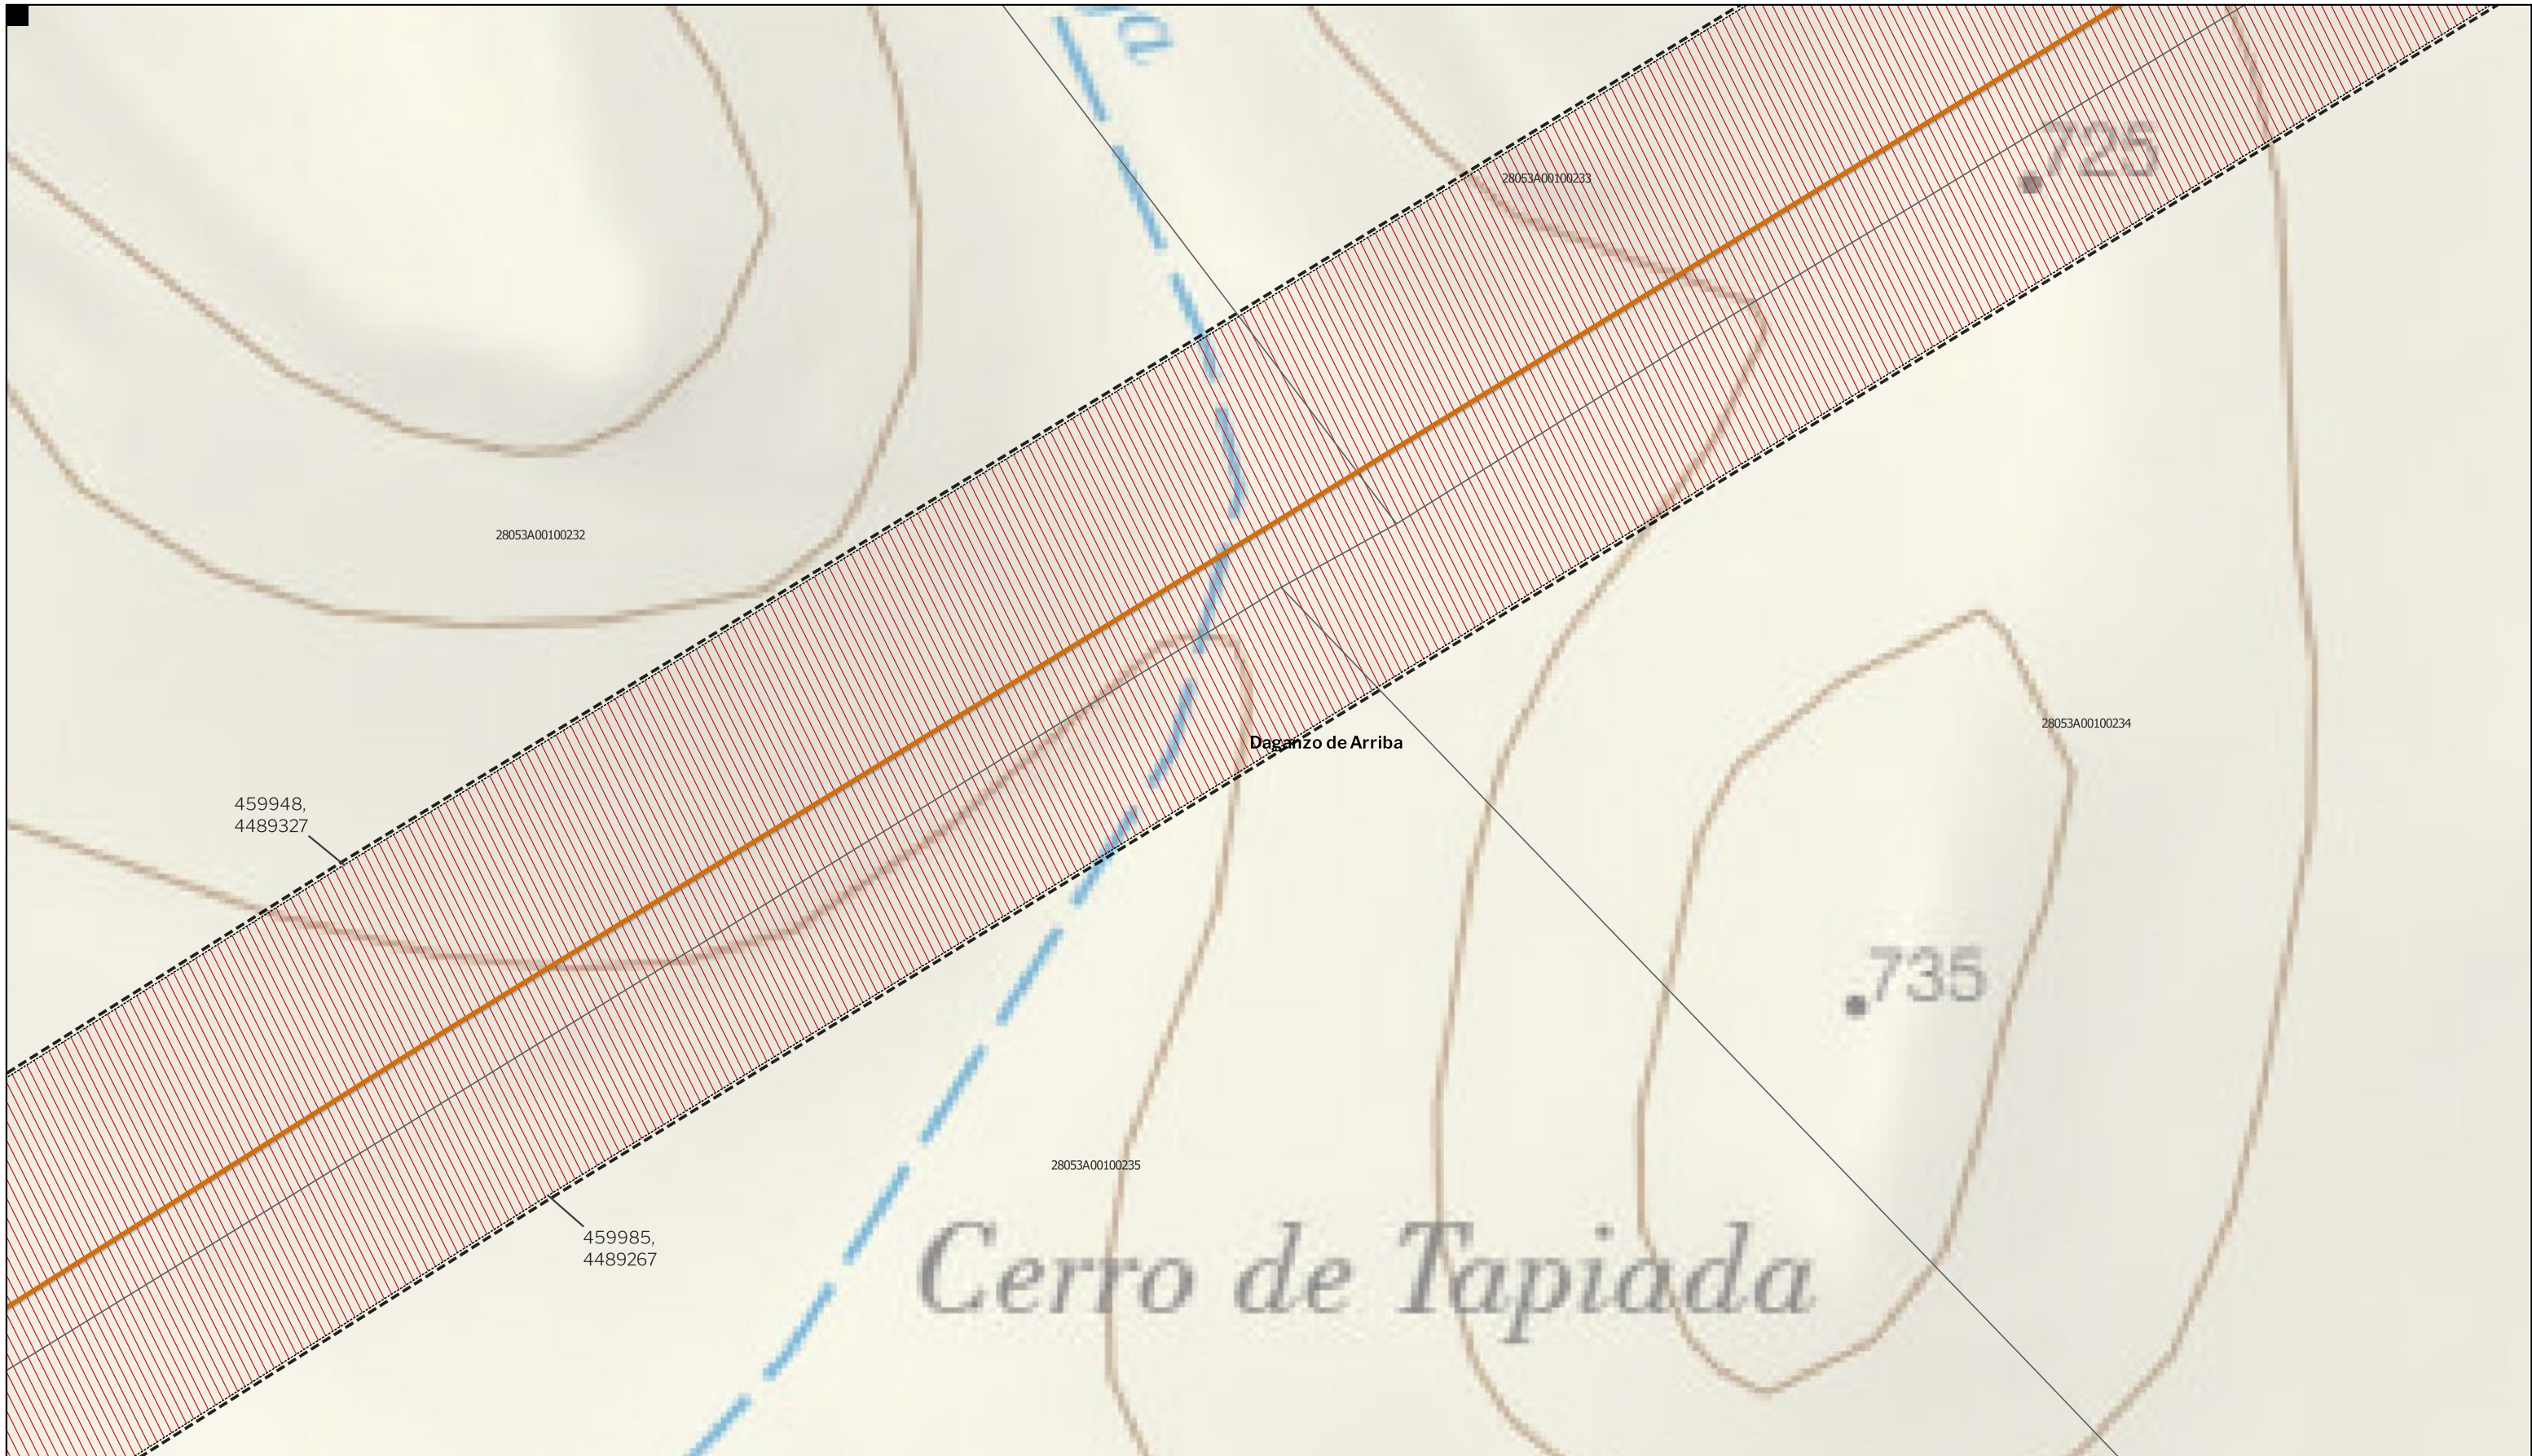 a
28053A00100233
725
28053A00100232
28053A00100234
Daganzo de Arriba
459948,
4489327
735
28053A00100235
459985,
4489267
Cerro de Tapiada